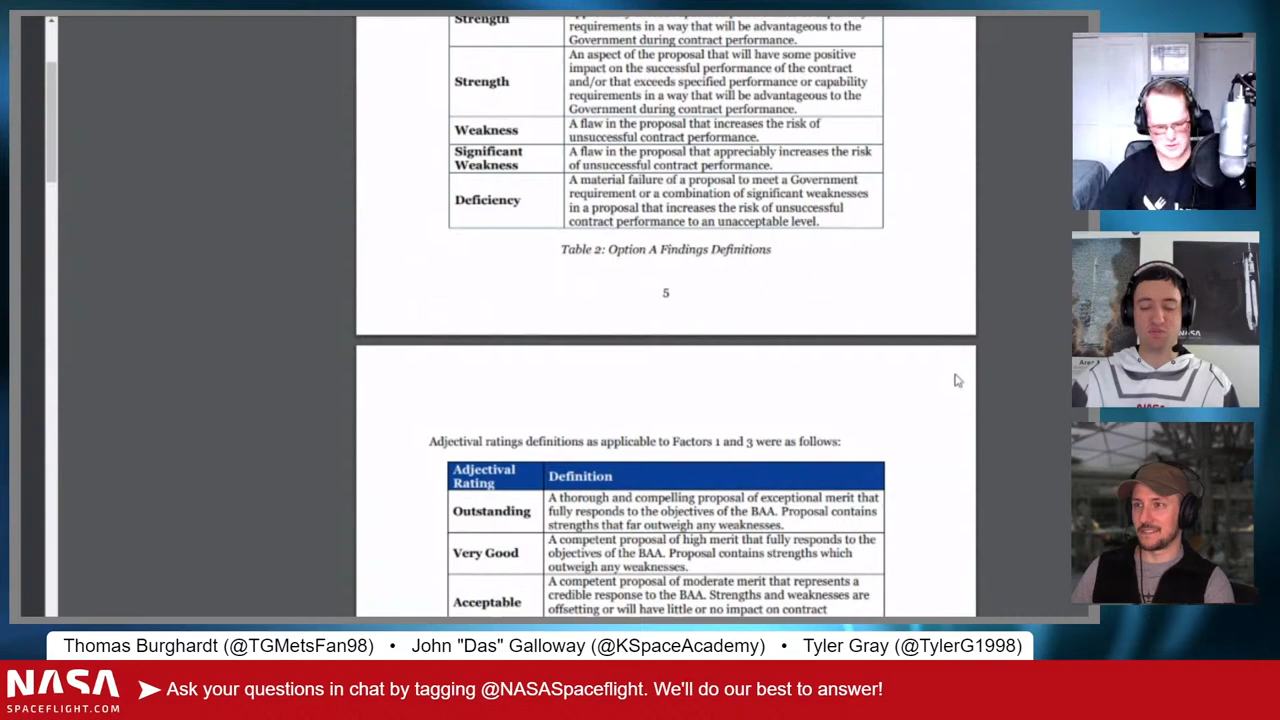 Strength
requirements in a way that will be advantageous to the
Government during contract performance.
Strength
An aspect of the proposal that will have some positive
impact on the successful performance of the contract
and/or that exceeds specified performance or capability
requirements in a way that will be advantageous to the
Government during contract performance.
Weakness
A flaw in the proposal that increases the risk of
unsuccessful contract performance.
Significant
Weakness
A flaw in the proposal that appreciably increases the risk
of unsuccessful contract performance.
Deficiency
A material failure of a proposal to meet a Government
requirement or a combination of significant weaknesses
in a proposal that increases the risk of unsuccessful
contract performance to an unacceptable level.
Table 2: Option A Findings Definitions
5
Adjectival ratings definitions as applicable to Factors 1 and 3 were as follows:
Adjectival
Rating
Definition
Outstanding
A thorough and compelling proposal of exceptional merit that
fully responds to the objectives of the BAA. Proposal contains
strengths that far outweigh any weaknesses.
Very Good
A competent proposal of high merit that fully responds to the
objectives of the BAA. Proposal contains strengths which
outweigh any weaknesses.
Acceptable
A competent proposal of moderate merit that represents a
credible response to the BAA. Strengths and weaknesses are
offsetting or will have little or no impact on contract
NASA
Thomas Burghardt (@TGMetsFan98) • John "Das" Galloway (@KSpaceAcademy) • Tyler Gray (@TylerG1998)
NASA
SPACEFLIGHT.COM
Ask your questions in chat by tagging @NASASpaceflight. We'll do our best to answer!